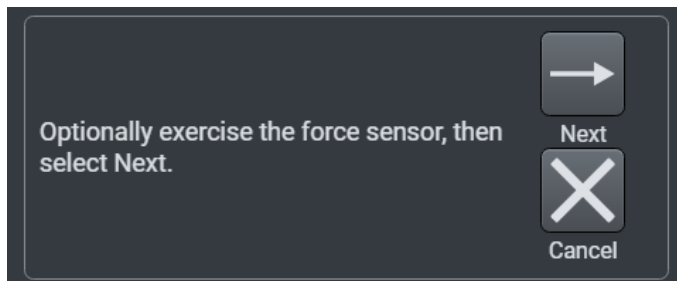 Optionally exercise the force sensor, then
select Next.
Next
Cancel